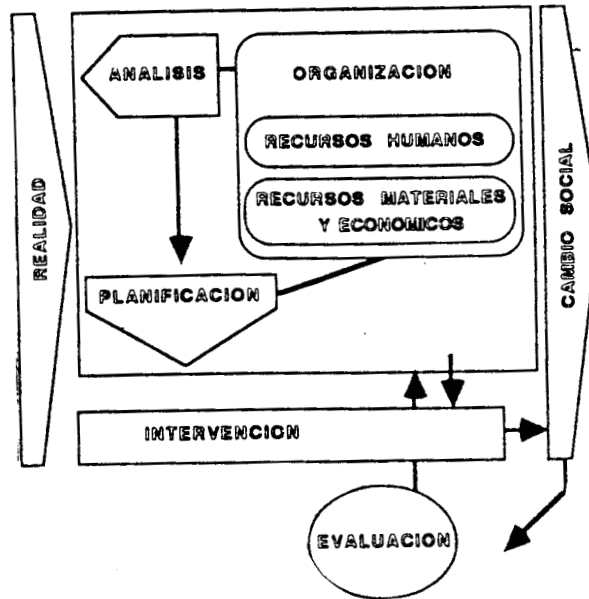 ANALISIS
ORGANIZACION
RECURSOS HUMANOS
RECURSOS MATERIALES
Y ECONOMICOS
REALIDAD
PLANIFICACION
CAMBIO SOCIAL
INTERVENCION
EVALUACION